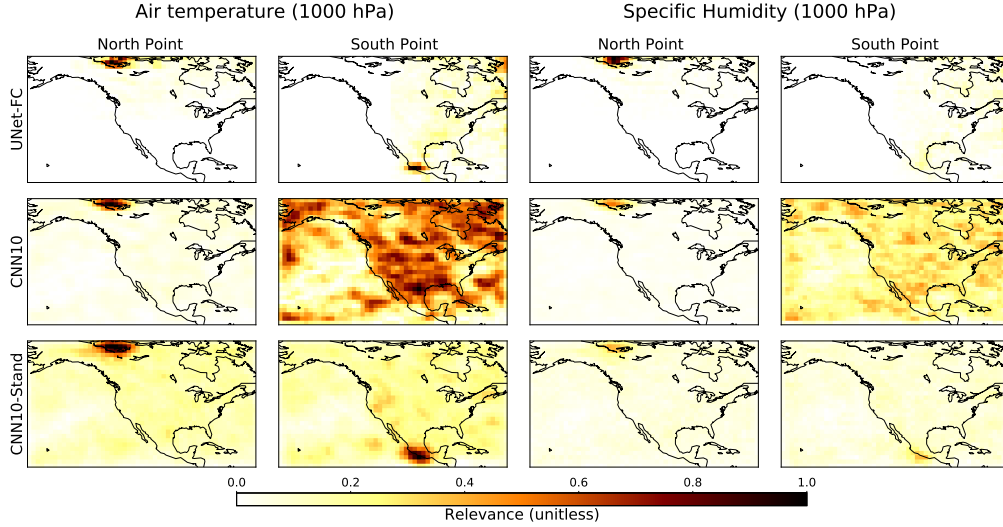 Air temperature (1000 hPa) Specific Humidity (1000 hPa)
North Point South Point North Point South Point
UNet-FC
CNN10
CNN10-Stand
0.0 0.2 0.4 0.6 0.8 1.0
Relevance (unitless)